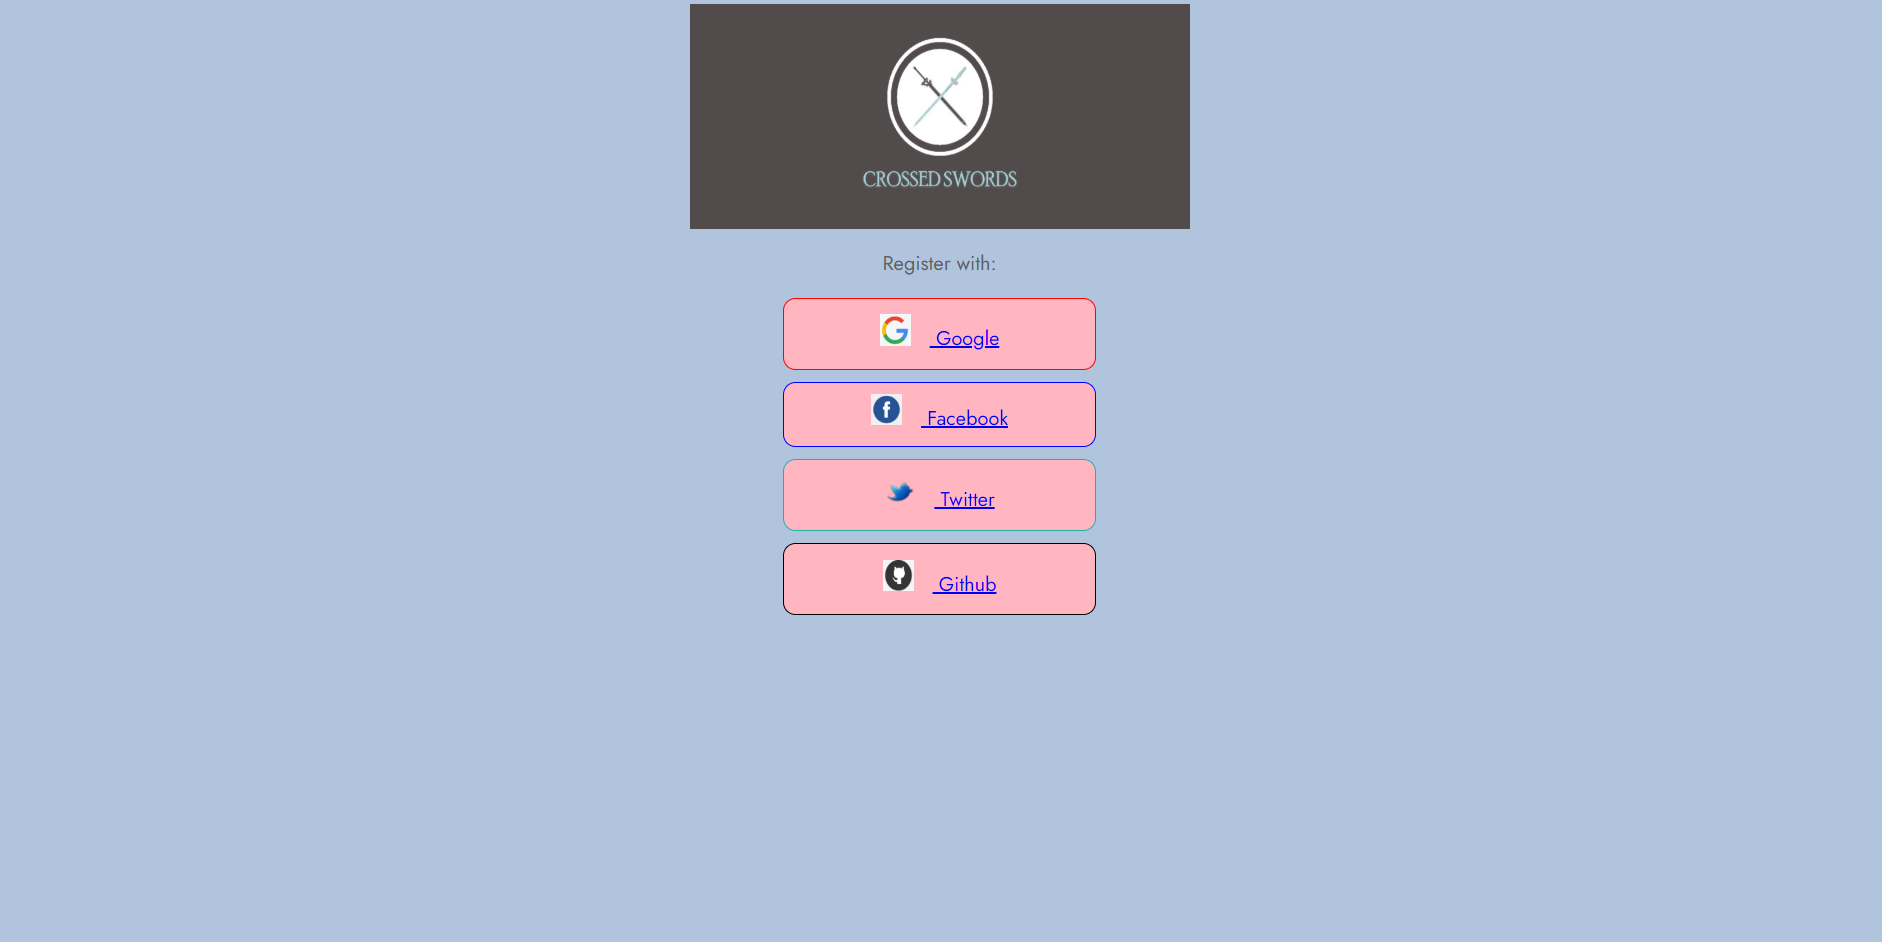 CROSSED SWORDS
Register with:
Google
Facebook
Twitter
Github